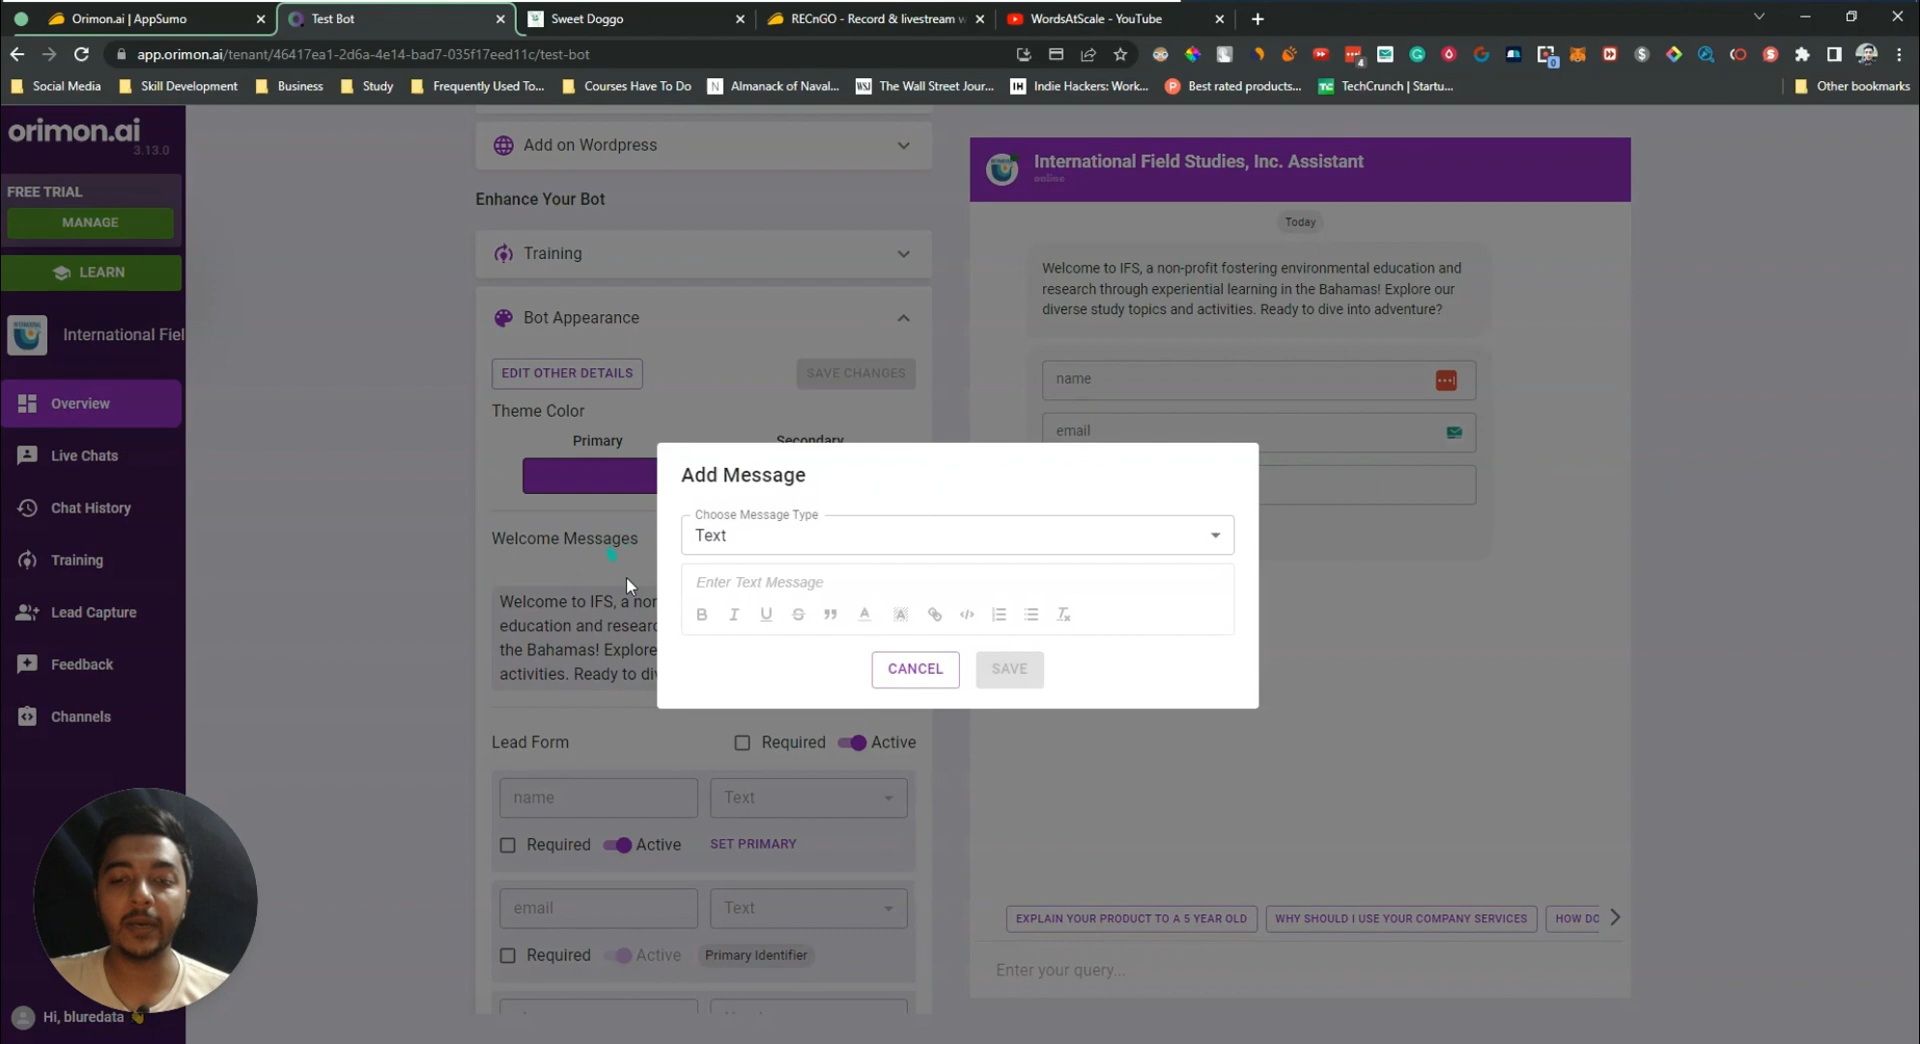 Orimon.ai | AppSumo
Test Bot
Sweet Doggo
RECnGO - Record & livestream w
WordsAtScale - YouTube
app.orimon.ai/tenant/46417ea1-2d6a-4e14-bad7-035f17eed11c/test-bot
4
0
Social Media
Skill Development
Business
Study
Frequently Used To...
Courses Have To Do
N
Almanack of Naval...
WSJ
The Wall Street Jour...
IH
Indie Hackers: Work...
P
Best rated products...
TC
TechCrunch | Startu...
Other bookmarks
orimon.ai
3.13.0
FREE TRIAL
MANAGE
LEARN
International Fiel
Overview
Live Chats
Chat History
Training
Lead Capture
Feedback
Channels
Hi, bluredata
Add on Wordpress
Enhance Your Bot
Training
Bot Appearance
EDIT OTHER DETAILS
SAVE CHANGES
Theme Color
Primary
Secondary
Welcome Messages
Welcome to IFS, a non
education and resear
the Bahamas! Explore
activities. Ready to di
Lead Form
Required
Active
name
Text
Required
Active
SET PRIMARY
email
Text
Required
Active
Primary Identifier
Add Message
Choose Message Type
Text
Enter Text Message
CANCEL
SAVE
International Field Studies, Inc. Assistant
online
Today
Welcome to IFS, a non-profit fostering environmental education and
research through experiential learning in the Bahamas! Explore our
diverse study topics and activities. Ready to dive into adventure?
name
email
EXPLAIN YOUR PRODUCT TO A 5 YEAR OLD
WHY SHOULD I USE YOUR COMPANY SERVICES
HOW DO
Enter your query...